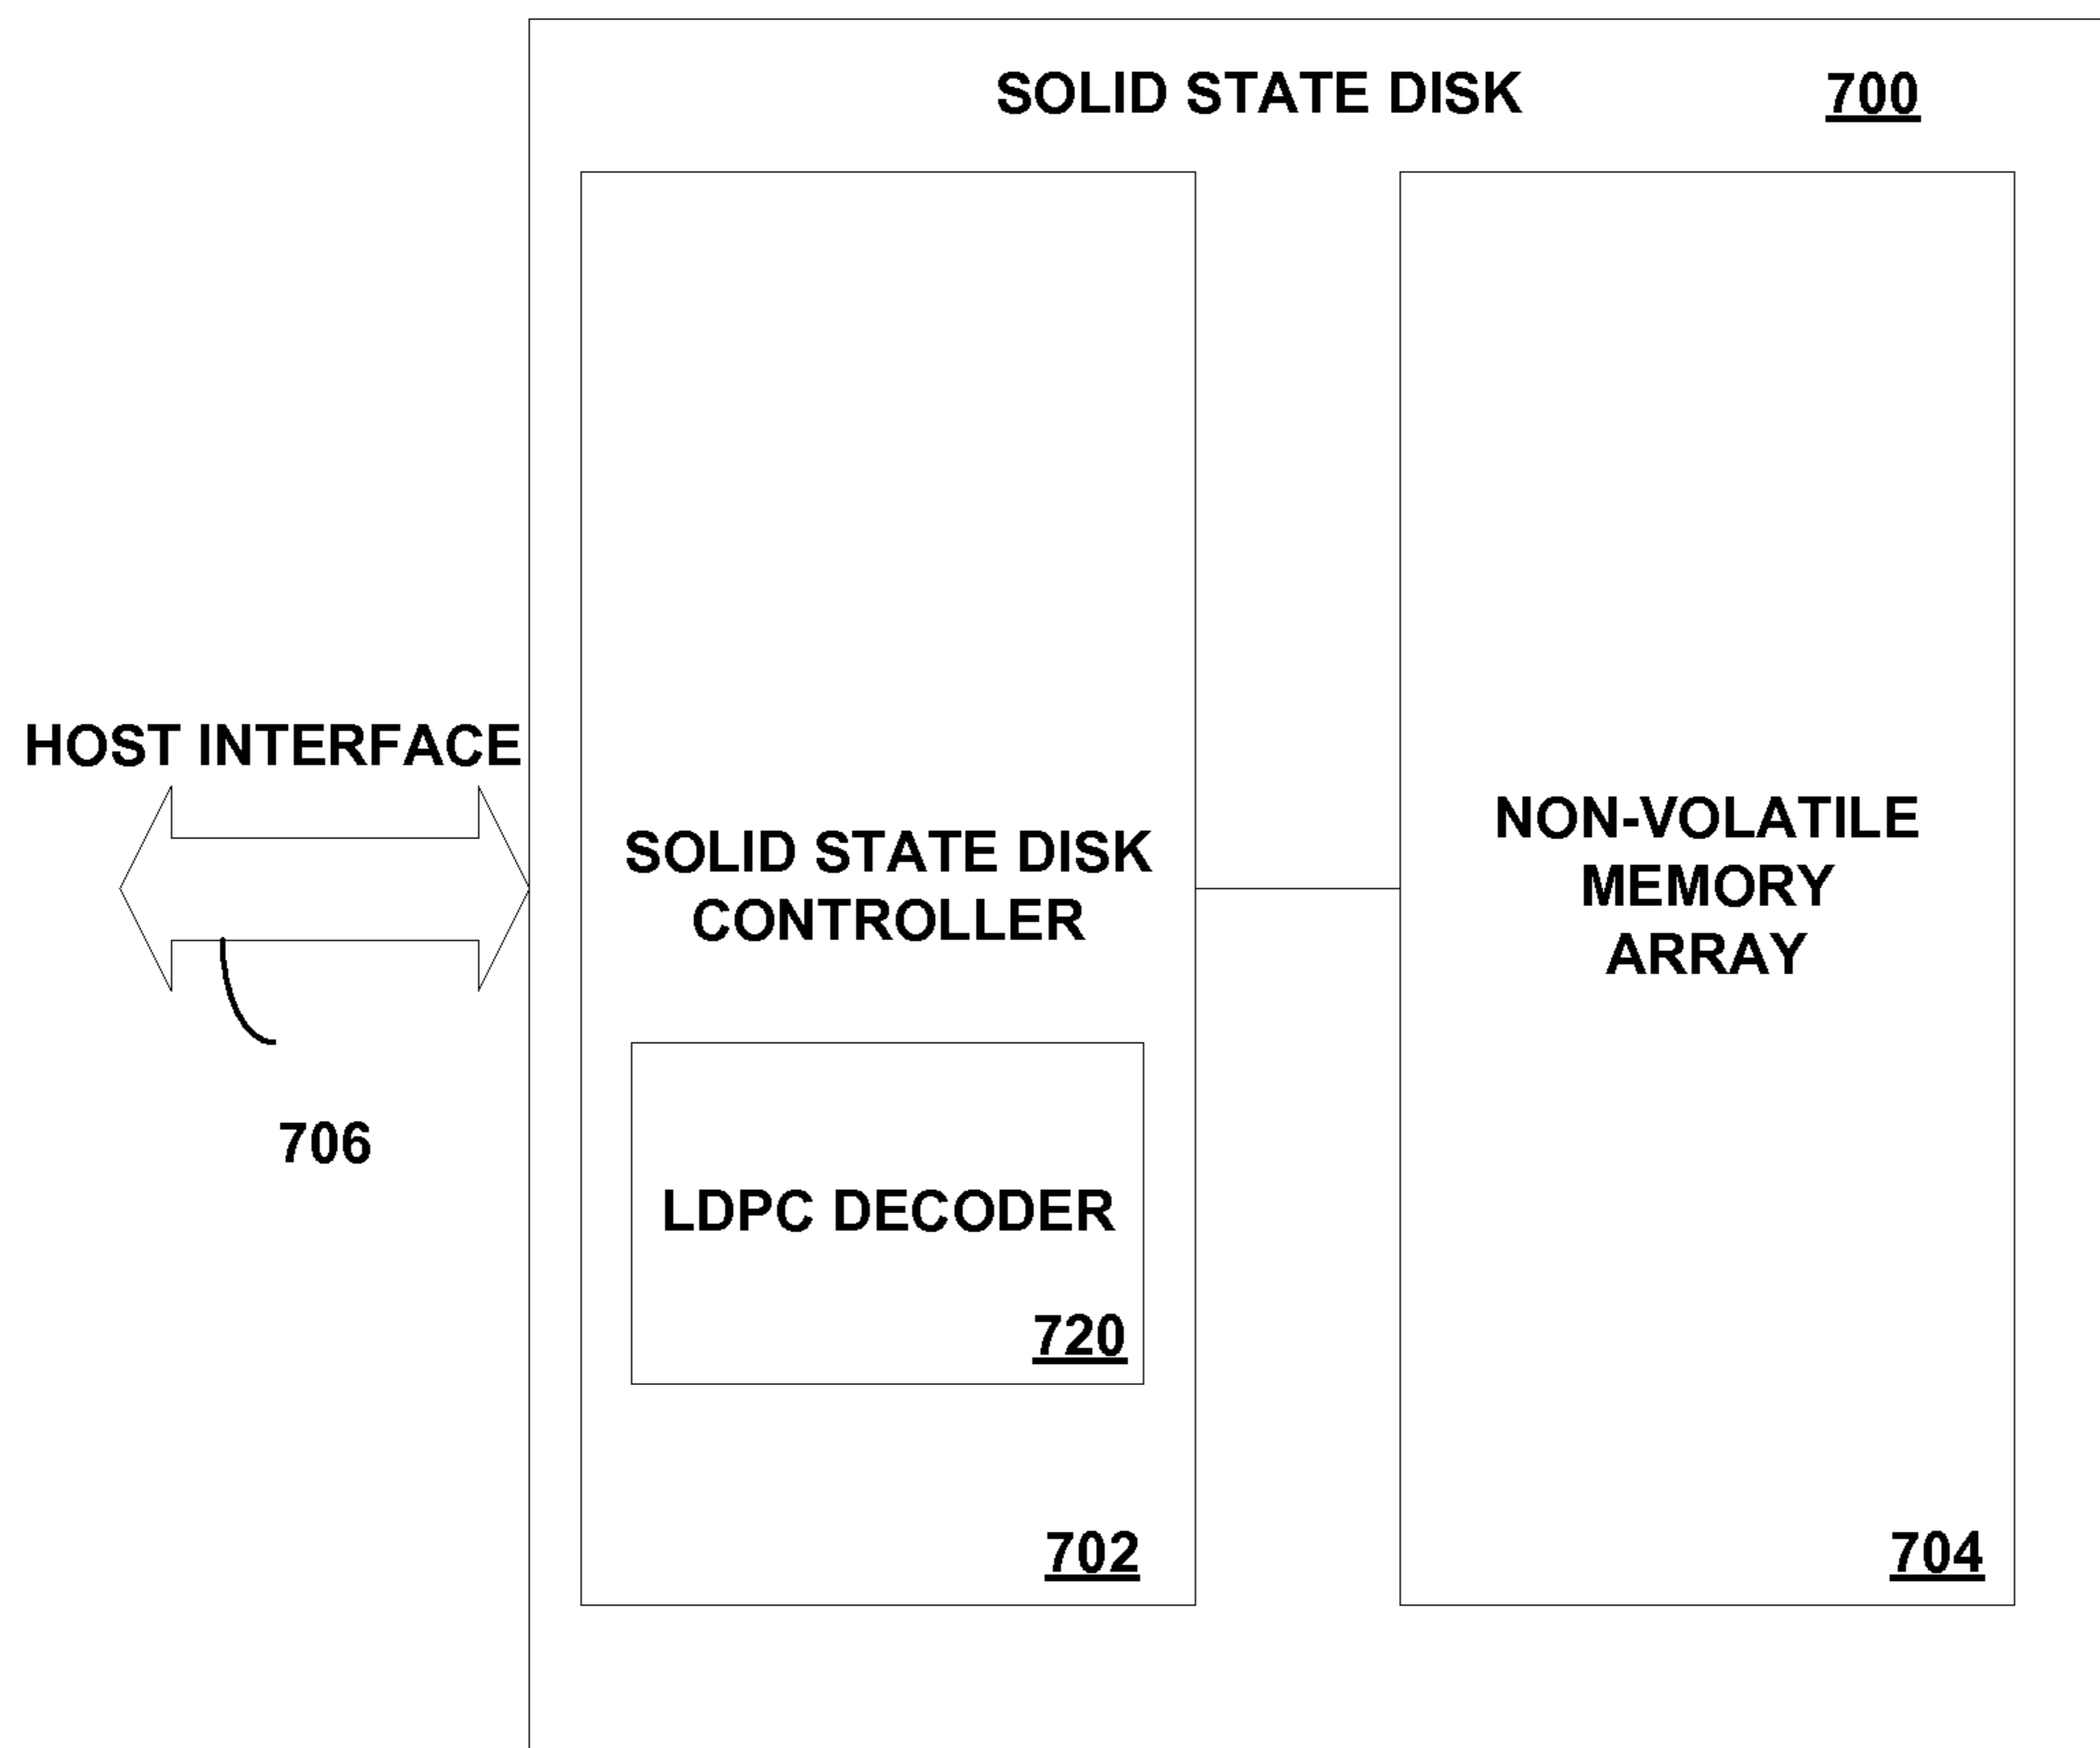 SOLID STATE DISK 700
HOST INTERFACE
706
SOLID STATE DISK
CONTROLLER
LDPC DECODER
720
702
NON-VOLATILE
MEMORY
ARRAY
704